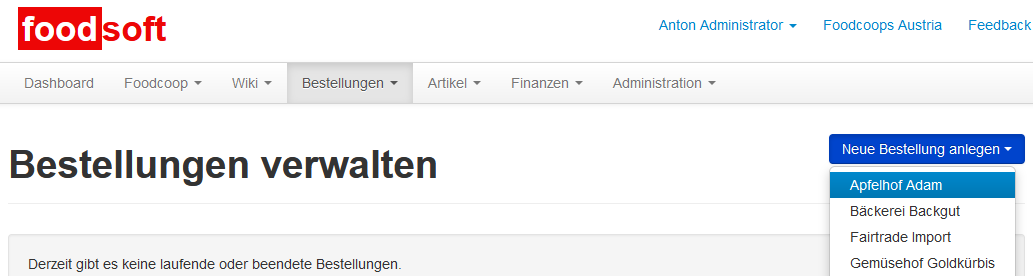 foodsoft
Anton Administrator Foodcoops Austria Feedback
Dashboard Foodcoop Wiki Bestellungen Artikel Finanzen Administration
Bestellungen verwalten
Neue Bestellung anlegen
Apfelhof Adam
Bäckerei Backgut
Fairtrade Import
Gemüsehof Goldkürbis
Derzeit gibt es keine laufende oder beendete Bestellungen.